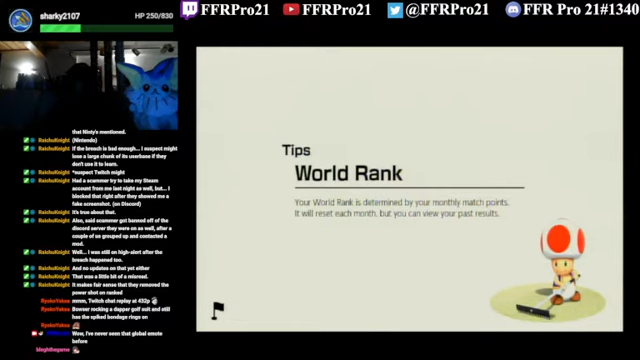 sharky2107
HP 250/830
FFRPro21
FFRPro21
@FFRPro21
FFR Pro 21#1340
that Ninty's mentioned.
RaichuKnight (Nintendo)
RaichuKnight If the breach is bad enough... I suspect might
lose a large chunk of its userbase if they
don't use it to learn.
RaichuKnight *suspect Twitch might
RaichuKnight Had a scammer try to take my Steam
account from me last night as well, but... I
blocked that right after they showed me a
fake screenshot. (on Discord)
RaichuKnight It's true about that.
RaichuKnight Also, said scammer got banned off of the
discord server they were on as well, after a
couple of us grouped up and contacted a
mod.
RaichuKnight Well... I was still on high-alert after the
breach happened too.
RaichuKnight And no updates on that yet either
RaichuKnight That was a little bit of a misread.
RaichuKnight It makes fair sense that they removed the
power shot on ranked
RyokoYakua mmm, Twitch chat replay at 432p
RyokoYakua Bowser rocking a dapper golf suit and still
has the spiked bondage rings on
RyokoYakua
Wow, I've never seen that global emote
before
bleghthegame
Tips
World Rank
Your World Rank is determined by your monthly match points.
It will reset each month, but you can view your past results.